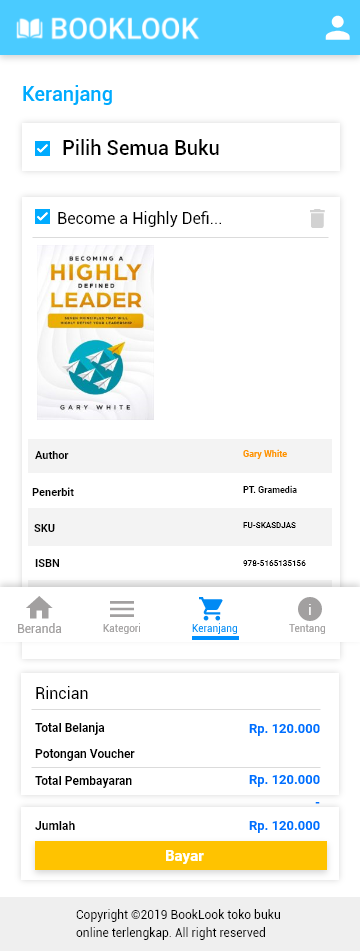 BOOKLOOK
Keranjang
Pilih Semua Buku
Become a Highly Defi...
BECOMING A
HIGHLY
DEFINED
LEADER
SEVEN PRINCIPLES THAT WILL
HIGHLY DEFINE YOUR LEADERSHIP
GARY WHITE
Author Gary White
Penerbit PT. Gramedia
SKU FU-SKASDJAS
ISBN 978-5165135156
Beranda Kategori Keranjang Tentang
Rincian
Total Belanja Rp. 120.000
Potongan Voucher
Total Pembayaran Rp. 120.000
-
Jumlah Rp. 120.000
Bayar
Copyright ©2019 BookLook toko buku
online terlengkap. All right reserved